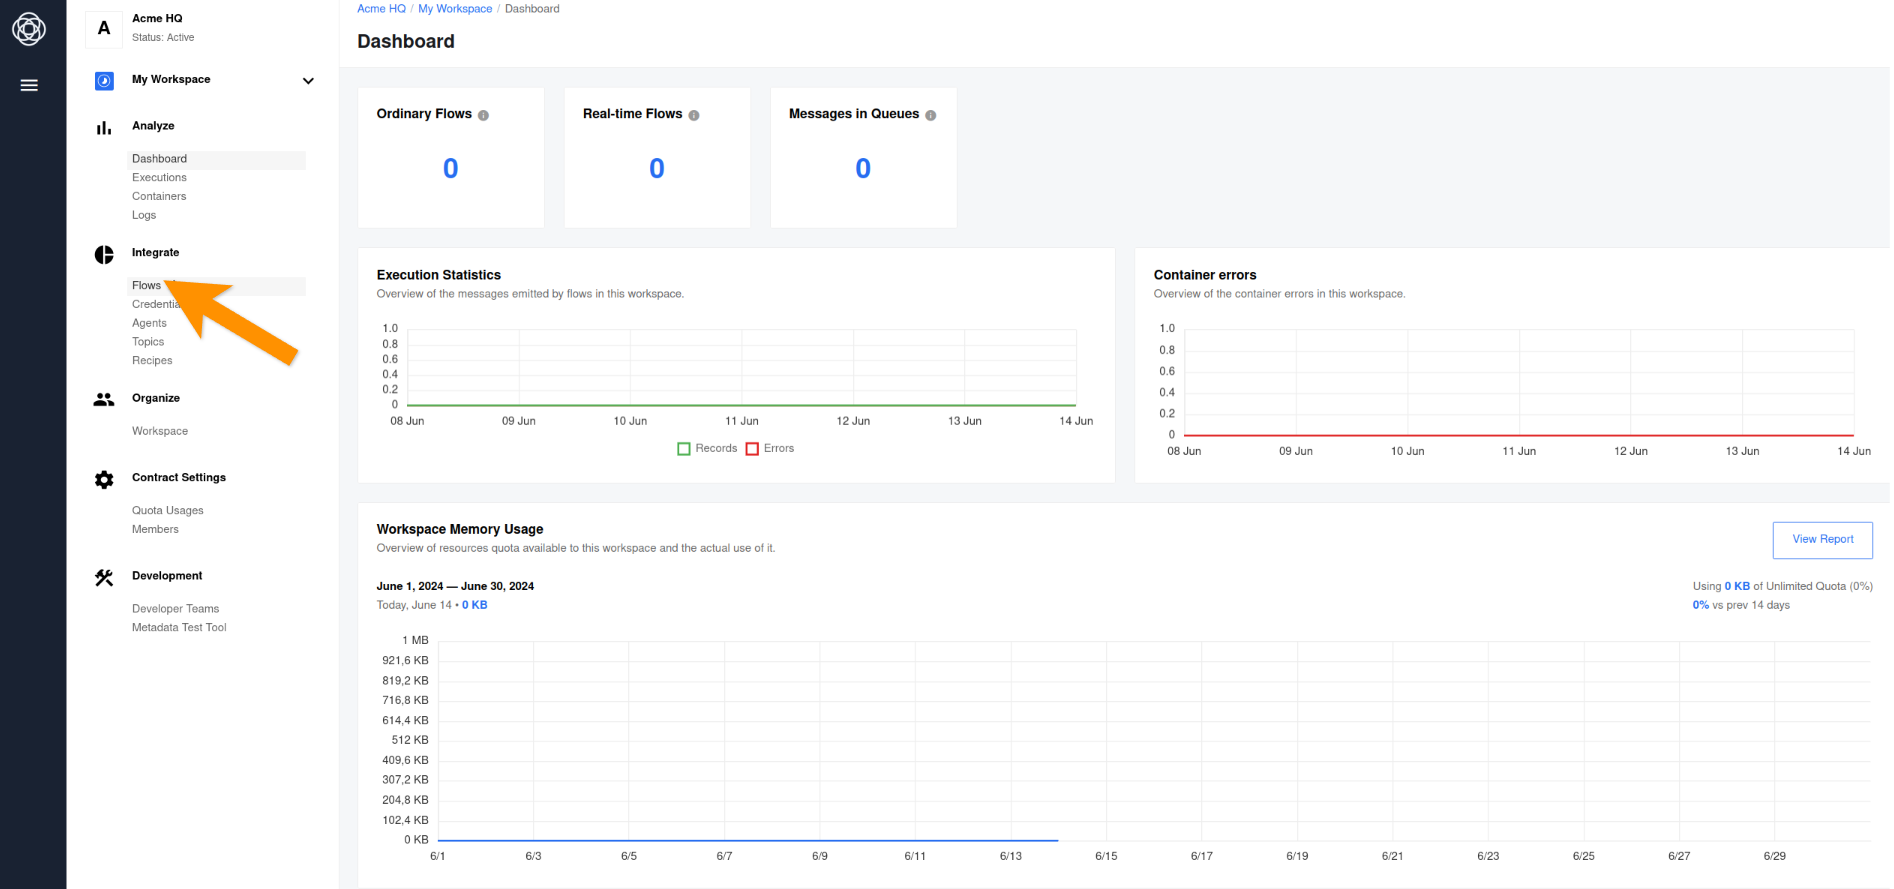 A
Acme HQ
Status: Active
My Workspace
Analyze
Dashboard
Executions
Containers
Logs
Integrate
Flows
Credentia
Agents
Topics
Recipes
Organize
Workspace
Contract Settings
Quota Usages
Members
Development
Developer Teams
Metadata Test Tool
Acme HQ / My Workspace / Dashboard
Dashboard
Ordinary Flows
0
Real-time Flows
0
Messages in Queues
0
Execution Statistics
Overview of the messages emitted by flows in this workspace.
1.0
0.8
0.6
0.4
0.2
0
08 Jun 09 Jun 10 Jun 11 Jun 12 Jun 13 Jun 14 Jun
Records Errors
Container errors
Overview of the container errors in this workspace.
1.0
0.8
0.6
0.4
0.2
0
08 Jun 09 Jun 10 Jun 11 Jun 12 Jun 13 Jun 14 Jun
Workspace Memory Usage
Overview of resources quota available to this workspace and the actual use of it.
View Report
June 1, 2024 — June 30, 2024
Today, June 14 • 0 KB
Using 0 KB of Unlimited Quota (0%)
0% vs prev 14 days
1 MB
921,6 KB
819,2 KB
716,8 KB
614,4 KB
512 KB
409,6 KB
307,2 KB
204,8 KB
102,4 KB
0 KB
6/1 6/3 6/5 6/7 6/9 6/11 6/13 6/15 6/17 6/19 6/21 6/23 6/25 6/27 6/29